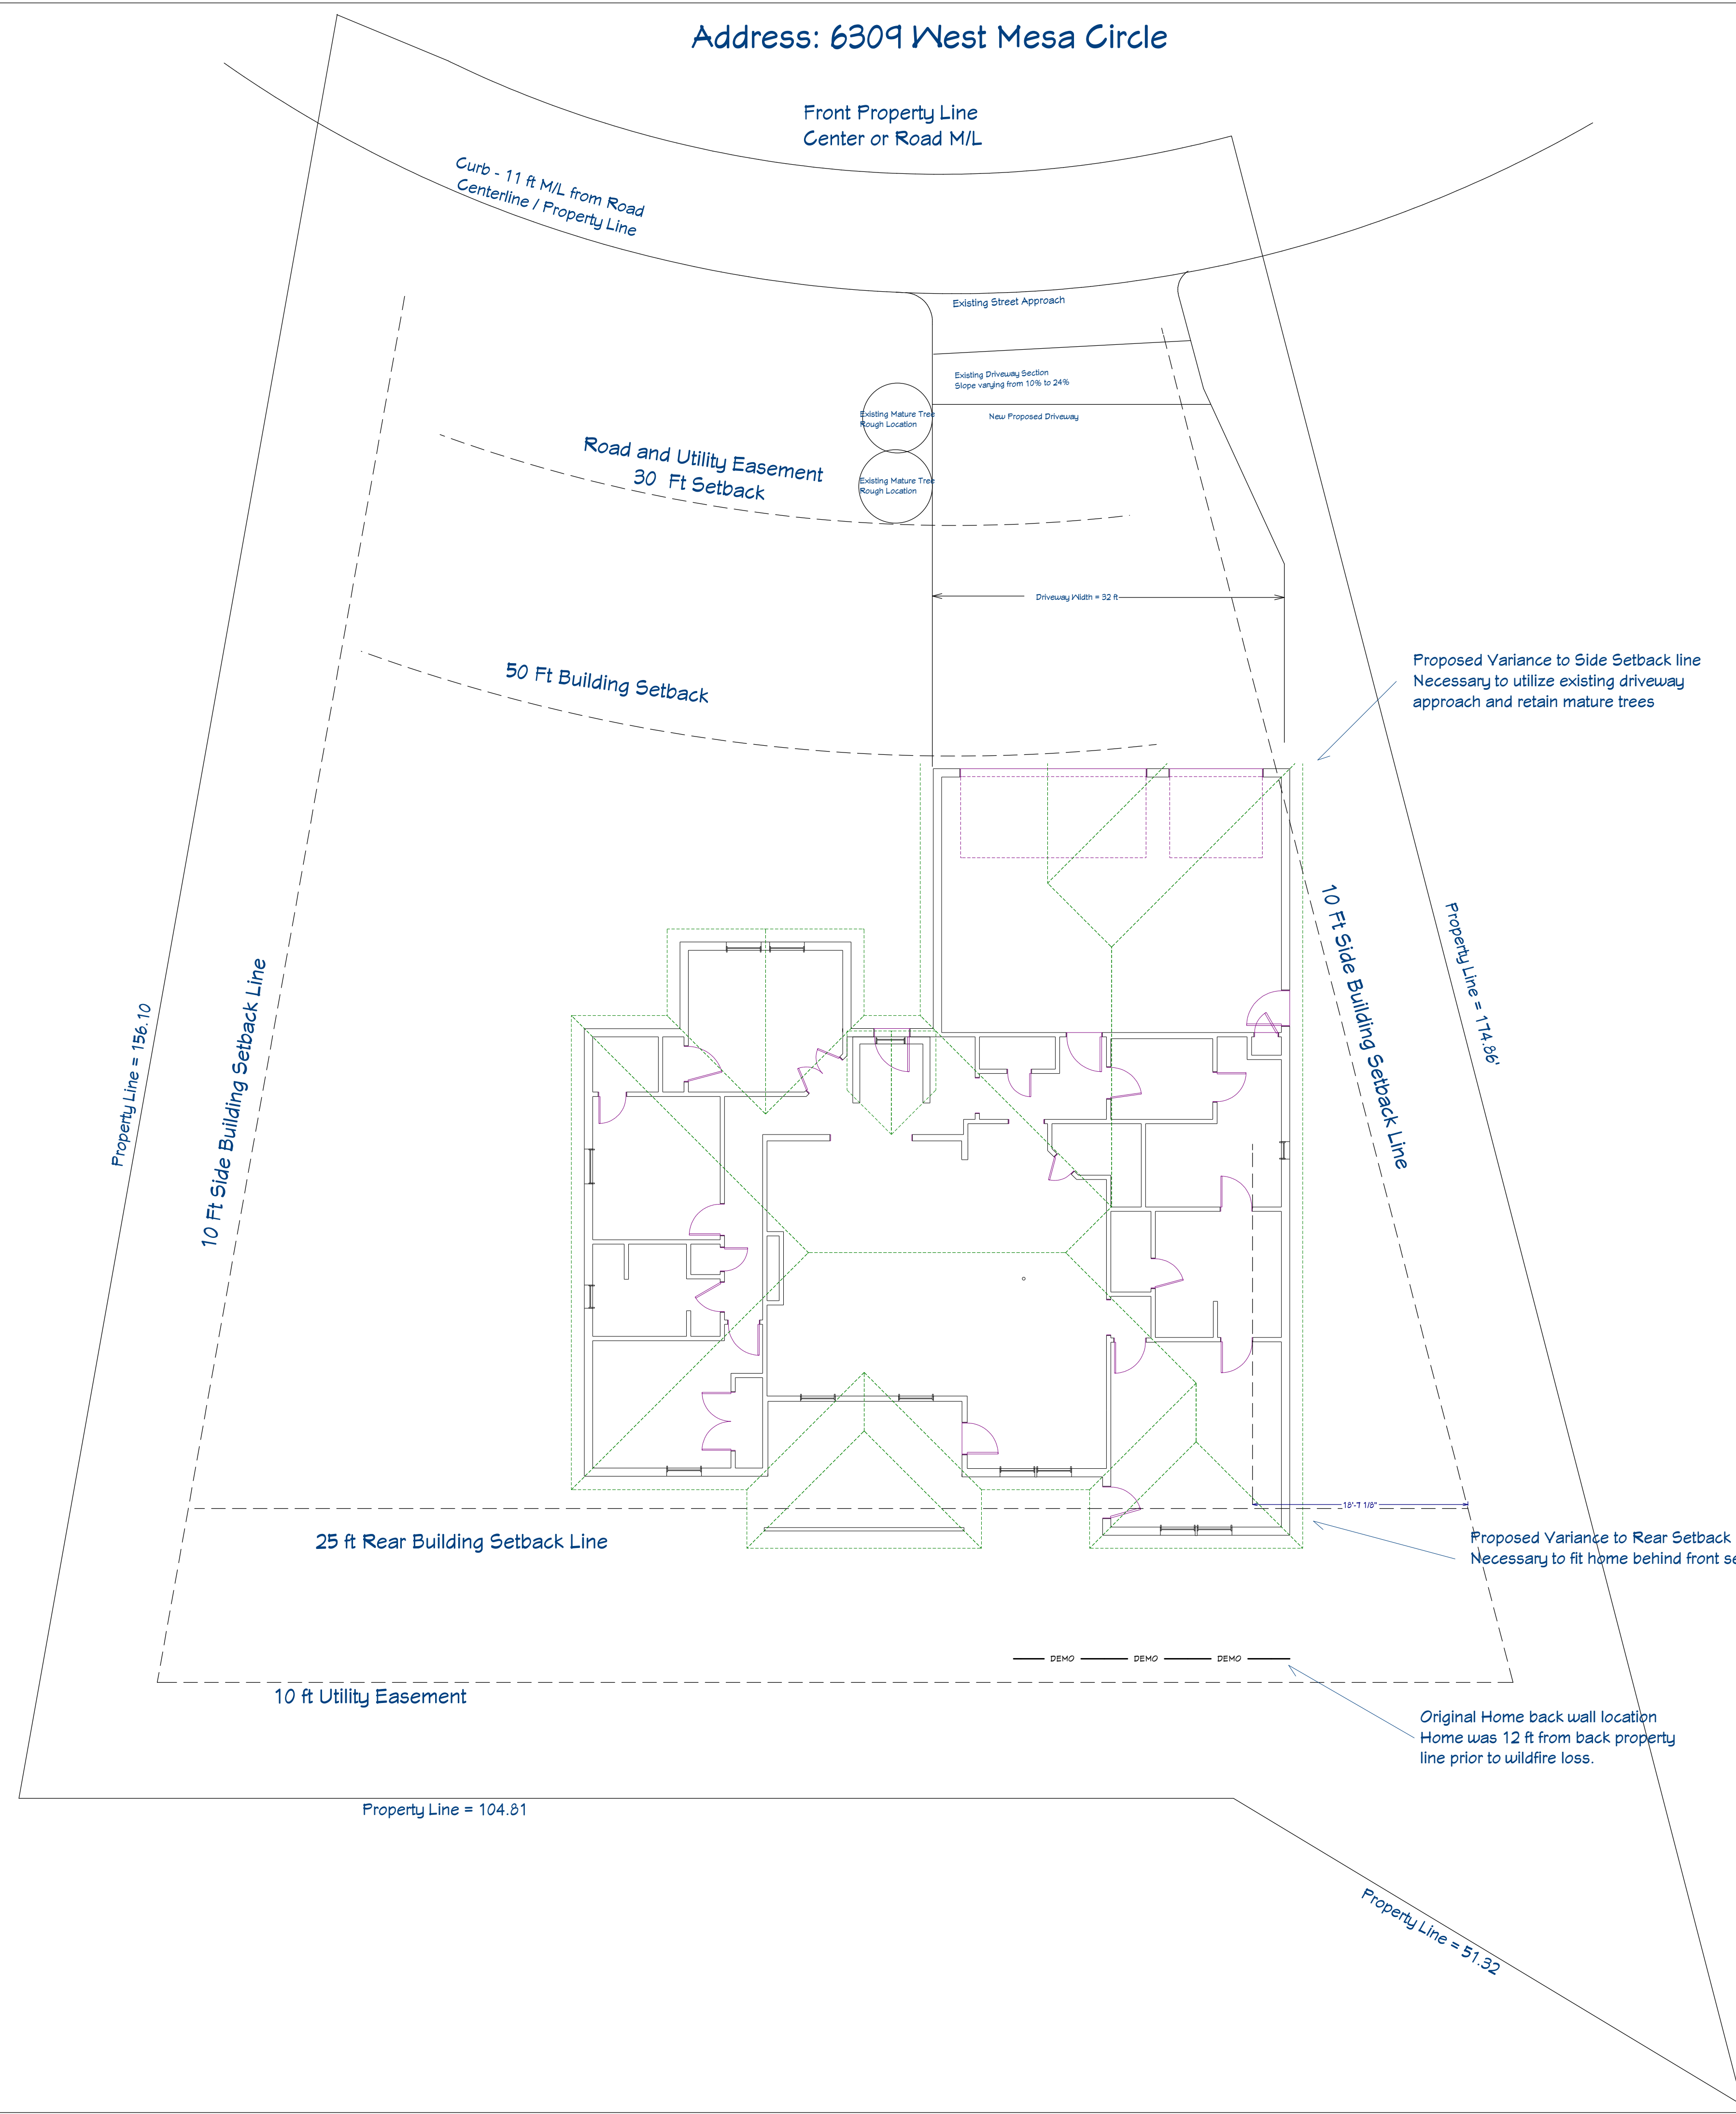 Address: 6309 West Mesa Circle
Front Property Line
Center or Road M/L
Curb - 11 ft M/L from Road
Centerline / Property Line
Existing Street Approach
Existing Driveway Section
Slope varying from 10% to 24%
New Proposed Driveway
Existing Mature Tree
Rough Location
Road and Utility Easement
30 Ft Setback
Existing Mature Tree
Rough Location
Driveway Width = 32 ft
50 Ft Building Setback
Proposed Variance to Side Setback line
Necessary to utilize existing driveway
approach and retain mature trees
10 Ft Side Building Setback Line
Property Line = 174.86'
Property Line = 156.10
10 Ft Side Building Setback Line
18'-7 1/8"
25 ft Rear Building Setback Line
Proposed Variance to Rear Setback
Necessary to fit home behind front se
DEMO
DEMO
DEMO
10 ft Utility Easement
Original Home back wall location
Home was 12 ft from back property
line prior to wildfire loss.
Property Line = 104.81
Property Line = 51.32